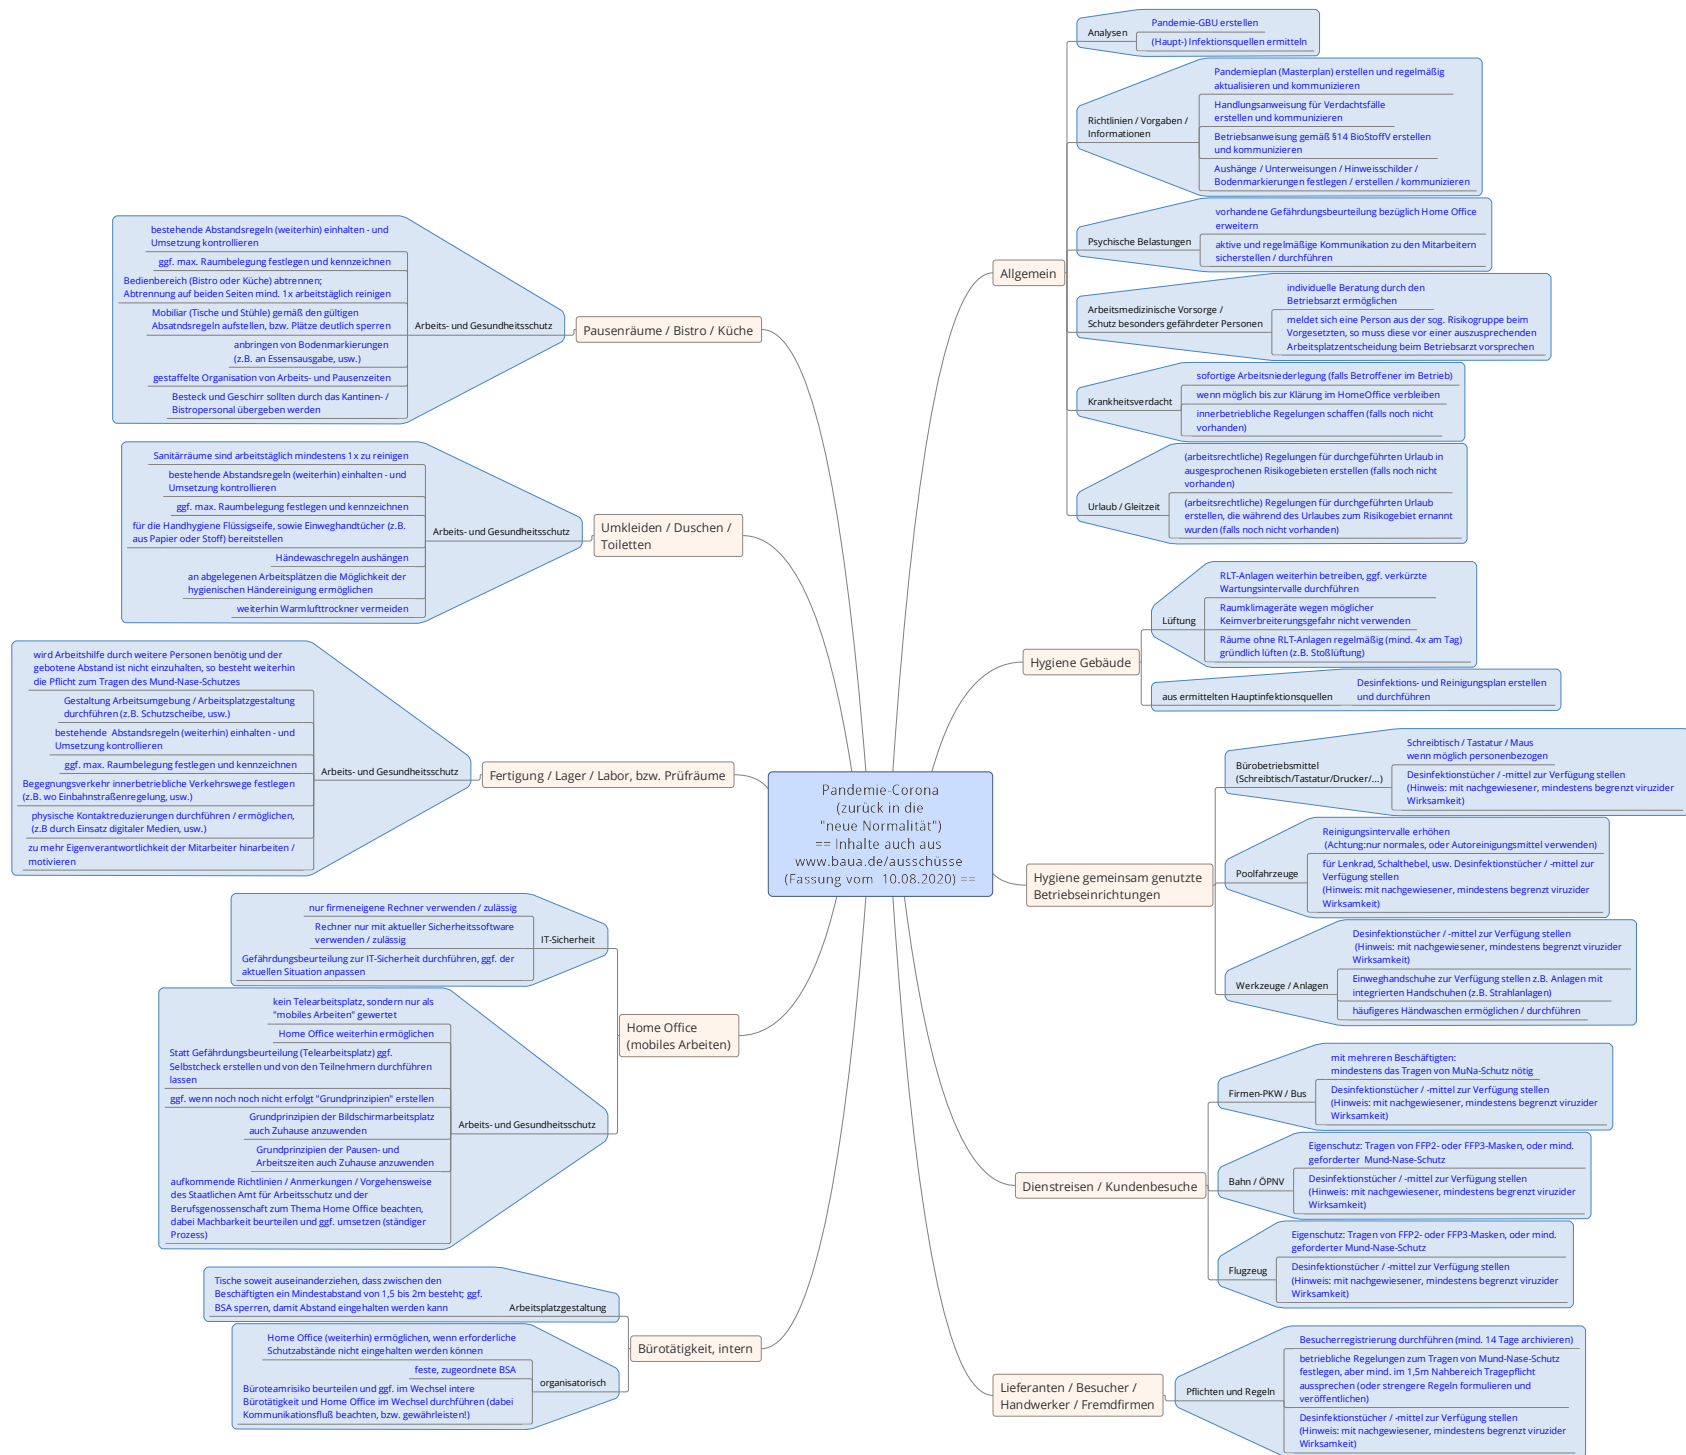 Pandemie-Corona
(zurück in die
"neue Normalität")
== Inhalte auch aus
www.baua.de/ausschüsse
(Fassung vom  10.08.2020) ==
Allgemein
Analysen
Pandemie-GBU erstellen
(Haupt-) Infektionsquellen ermitteln
Richtlinien / Vorgaben /
Informationen
Pandemieplan (Masterplan) erstellen und regelmäßig
aktualisieren und kommunizieren
Handlungsanweisung für Verdachtsfälle
erstellen und kommunizieren
Betriebsanweisung gemäß §14 BioStoffV erstellen
und kommunizieren
Aushänge / Unterweisungen / Hinweisschilder /
Bodenmarkierungen festlegen / erstellen / kommunizieren
Psychische Belastungen
vorhandene Gefährdungsbeurteilung bezüglich Home Office
erweitern
aktive und regelmäßige Kommunikation zu den Mitarbeitern
sicherstellen / durchführen
Arbeitsmedizinische Vorsorge /
Schutz besonders gefährdeter Personen
individuelle Beratung durch den
Betriebsarzt ermöglichen
meldet sich eine Person aus der sog. Risikogruppe beim
Vorgesetzten, so muss diese vor einer auszusprechenden
Arbeitsplatzentscheidung beim Betriebsarzt vorsprechen
Krankheitsverdacht
sofortige Arbeitsniederlegung (falls Betroffener im Betrieb)
wenn möglich bis zur Klärung im HomeOffice verbleiben
innerbetriebliche Regelungen schaffen (falls noch nicht
vorhanden)
Urlaub / Gleitzeit
(arbeitsrechtliche) Regelungen für durchgeführten Urlaub in
ausgesprochenen Risikogebieten erstellen (falls noch nicht
vorhanden)
(arbeitsrechtliche) Regelungen für durchgeführten Urlaub
erstellen, die während des Urlaubes zum Risikogebiet ernannt
wurden (falls noch nicht vorhanden)
Hygiene Gebäude
Lüftung
RLT-Anlagen weiterhin betreiben, ggf. verkürzte
Wartungsintervalle durchführen
Raumklimageräte wegen möglicher
Keimverbreiterungsgefahr nicht verwenden
Räume ohne RLT-Anlagen regelmäßig (mind. 4x am Tag)
gründlich lüften (z.B. Stoßlüftung)
aus ermittelten Hauptinfektionsquellen
Desinfektions- und Reinigungsplan erstellen
und durchführen
Hygiene gemeinsam genutzte
Betriebseinrichtungen
Bürobetriebsmittel
(Schreibtisch/Tastatur/Drucker/...)
Schreibtisch / Tastatur / Maus
wenn möglich personenbezogen
Desinfektionstücher / -mittel zur Verfügung stellen
(Hinweis: mit nachgewiesener, mindestens begrenzt viruzider
Wirksamkeit)
Poolfahrzeuge
Reinigungsintervalle erhöhen
(Achtung:nur normales, oder Autoreinigungsmittel verwenden)
für Lenkrad, Schalthebel, usw. Desinfektionstücher / -mittel zur
Verfügung stellen
(Hinweis: mit nachgewiesener, mindestens begrenzt viruzider
Wirksamkeit)
Werkzeuge / Anlagen
Desinfektionstücher / -mittel zur Verfügung stellen
(Hinweis: mit nachgewiesener, mindestens begrenzt viruzider
Wirksamkeit)
Einweghandschuhe zur Verfügung stellen z.B. Anlagen mit
integrierten Handschuhen (z.B. Strahlanlagen)
häufigeres Händwaschen ermöglichen / durchführen
Dienstreisen / Kundenbesuche
Firmen-PKW / Bus
mit mehreren Beschäftigten:
mindestens das Tragen von MuNa-Schutz nötig
Desinfektionstücher / -mittel zur Verfügung stellen
(Hinweis: mit nachgewiesener, mindestens begrenzt viruzider
Wirksamkeit)
Bahn / ÖPNV
Eigenschutz: Tragen von FFP2- oder FFP3-Masken, oder mind.
geforderter  Mund-Nase-Schutz
Desinfektionstücher / -mittel zur Verfügung stellen
(Hinweis: mit nachgewiesener, mindestens begrenzt viruzider
Wirksamkeit)
Flugzeug
Eigenschutz: Tragen von FFP2- oder FFP3-Masken, oder mind.
geforderter Mund-Nase-Schutz
Desinfektionstücher / -mittel zur Verfügung stellen
(Hinweis: mit nachgewiesener, mindestens begrenzt viruzider
Wirksamkeit)
Lieferanten / Besucher /
Handwerker / Fremdfirmen
Pflichten und Regeln
Besucherregistrierung durchführen (mind. 14 Tage archivieren)
betriebliche Regelungen zum Tragen von Mund-Nase-Schutz
festlegen, aber mind. im 1,5m Nahbereich Tragepflicht
aussprechen (oder strengere Regeln formulieren und
veröffentlichen)
Desinfektionstücher / -mittel zur Verfügung stellen
(Hinweis: mit nachgewiesener, mindestens begrenzt viruzider
Wirksamkeit)
Pausenräume / Bistro / Küche
Arbeits- und Gesundheitsschutz
bestehende Abstandsregeln (weiterhin) einhalten - und
Umsetzung kontrollieren
ggf. max. Raumbelegung festlegen und kennzeichnen
Bedienbereich (Bistro oder Küche) abtrennen;
Abtrennung auf beiden Seiten mind. 1x arbeitstäglich reinigen
Mobiliar (Tische und Stühle) gemäß den gültigen
Absatndsregeln aufstellen, bzw. Plätze deutlich sperren
anbringen von Bodenmarkierungen
(z.B. an Essensausgabe, usw.)
gestaffelte Organisation von Arbeits- und Pausenzeiten
Besteck und Geschirr sollten durch das Kantinen- /
Bistropersonal übergeben werden
Umkleiden / Duschen /
Toiletten
Arbeits- und Gesundheitsschutz
Sanitärräume sind arbeitstäglich mindestens 1x zu reinigen
bestehende Abstandsregeln (weiterhin) einhalten - und
Umsetzung kontrollieren
ggf. max. Raumbelegung festlegen und kennzeichnen
für die Handhygiene Flüssigseife, sowie Einweghandtücher (z.B.
aus Papier oder Stoff) bereitstellen
Händewaschregeln aushängen
an abgelegenen Arbeitsplätzen die Möglichkeit der
hygienischen Händereinigung ermöglichen
weiterhin Warmlufttrockner vermeiden
Fertigung / Lager / Labor, bzw. Prüfräume
Arbeits- und Gesundheitsschutz
wird Arbeitshilfe durch weitere Personen benötig und der
gebotene Abstand ist nicht einzuhalten, so besteht weiterhin
die Pflicht zum Tragen des Mund-Nase-Schutzes
Gestaltung Arbeitsumgebung / Arbeitsplatzgestaltung
durchführen (z.B. Schutzscheibe, usw.)
bestehende  Abstandsregeln (weiterhin) einhalten - und
Umsetzung kontrollieren
ggf. max. Raumbelegung festlegen und kennzeichnen
Begegnungsverkehr innerbetriebliche Verkehrswege festlegen
(z.B. wo Einbahnstraßenregelung, usw.)
physische Kontaktreduzierungen durchführen / ermöglichen,
(z.B durch Einsatz digitaler Medien, usw.)
zu mehr Eigenverantwortlichkeit der Mitarbeiter hinarbeiten /
motivieren
Home Office
(mobiles Arbeiten)
IT-Sicherheit
nur firmeneigene Rechner verwenden / zulässig
Rechner nur mit aktueller Sicherheitssoftware
verwenden / zulässig
Gefährdungsbeurteilung zur IT-Sicherheit durchführen, ggf. der
aktuellen Situation anpassen
Arbeits- und Gesundheitsschutz
kein Telearbeitsplatz, sondern nur als
"mobiles Arbeiten" gewertet
Home Office weiterhin ermöglichen
Statt Gefährdungsbeurteilung (Telearbeitsplatz) ggf.
Selbstcheck erstellen und von den Teilnehmern durchführen
lassen
ggf. wenn noch noch nicht erfolgt "Grundprinzipien" erstellen
Grundprinzipien der Bildschirmarbeitsplatz
auch Zuhause anzuwenden
Grundprinzipien der Pausen- und
Arbeitszeiten auch Zuhause anzuwenden
aufkommende Richtlinien / Anmerkungen / Vorgehensweise
des Staatlichen Amt für Arbeitsschutz und der
Berufsgenossenschaft zum Thema Home Office beachten,
dabei Machbarkeit beurteilen und ggf. umsetzen (ständiger
Prozess)
Bürotätigkeit, intern
Arbeitsplatzgestaltung
Tische soweit auseinanderziehen, dass zwischen den
Beschäftigten ein Mindestabstand von 1,5 bis 2m besteht; ggf.
BSA sperren, damit Abstand eingehalten werden kann
organisatorisch
Home Office (weiterhin) ermöglichen, wenn erforderliche
Schutzabstände nicht eingehalten werden können
feste, zugeordnete BSA
Büroteamrisiko beurteilen und ggf. im Wechsel intere
Bürotätigkeit und Home Office im Wechsel durchführen (dabei
Kommunikationsfluß beachten, bzw. gewährleisten!)